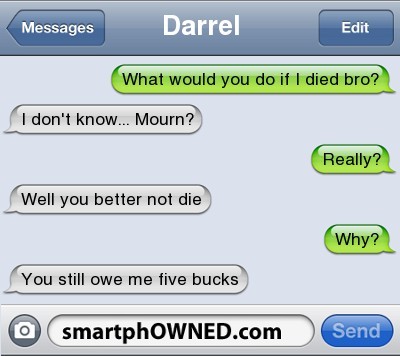 Messages
Darrel
Edit
What would you do if I died bro?
I don't know... Mourn?
Really?
Well you better not die
Why?
You still owe me five bucks
smartphOWNED.com
Send